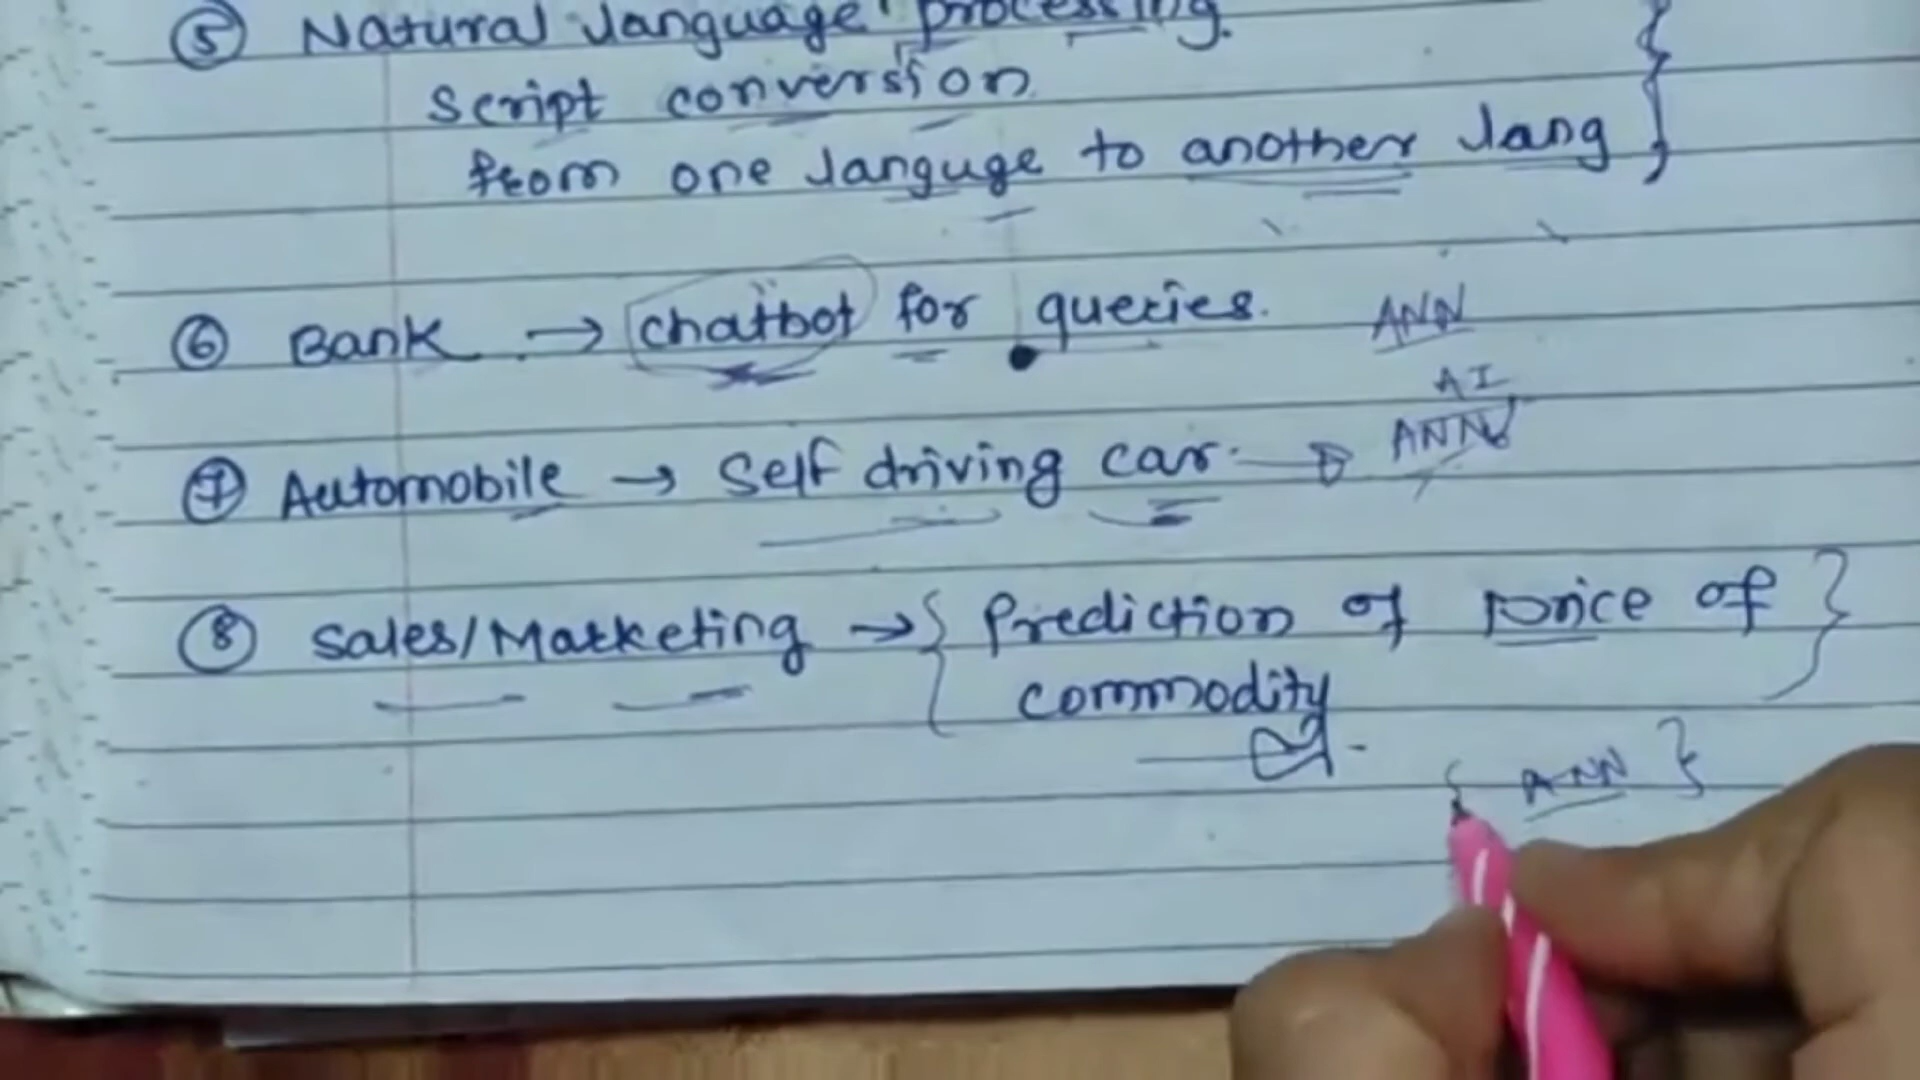 ⑤ Natural language processing.
script conversion
from one languge to another lang }
⑥ Bank → chatbot for queries. ANN
AI
⑦ Automobile → Self driving car → ANN
⑧ Sales/Marketing → { Prediction of price of }
commodity
{ ANN }